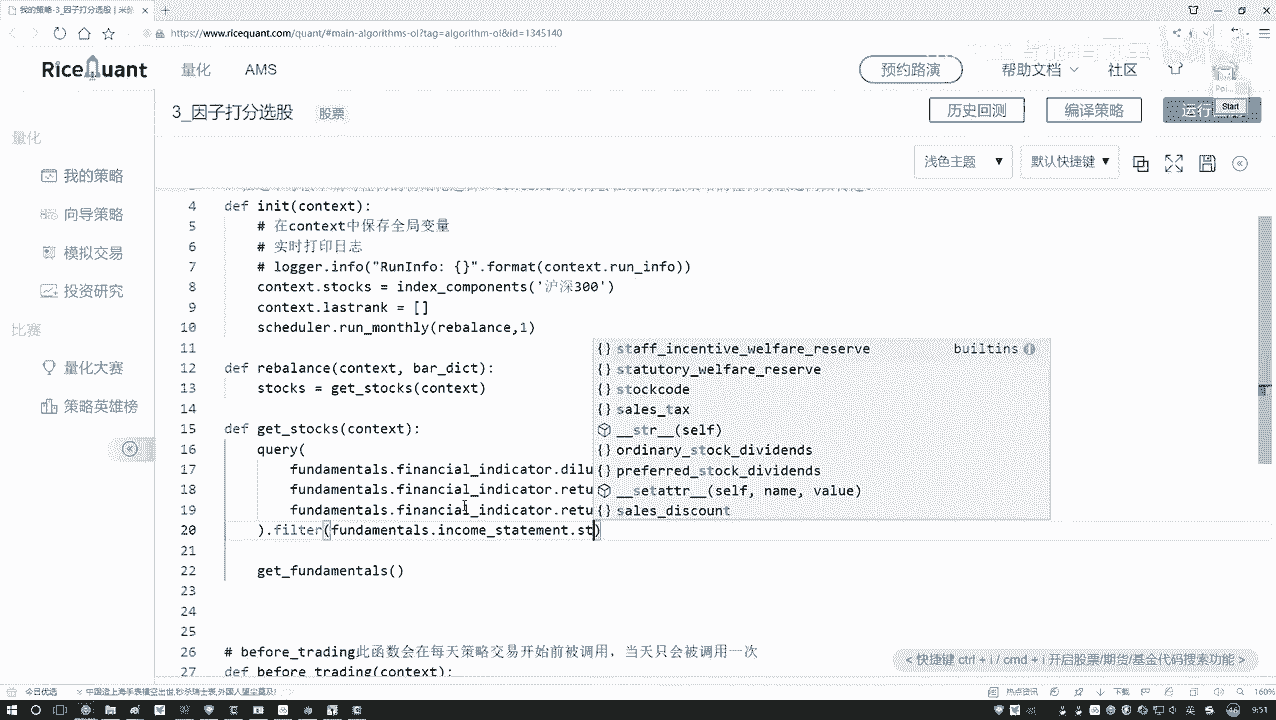 我的策略-3_因子打分选股 | 米
https://www.ricequant.com/quant/#main-algorithms-ol?tag=algorithm-ol&id=1345140
RiceQuant
量化
AMS
预约路演
帮助文档
社区
3_因子打分选股
股票
历史回测
编译策略
运行
Start
浅色主题
默认快捷键
量化
我的策略
向导策略
模拟交易
投资研究
比赛
量化大赛
策略英雄榜
4 def init(context):
5 # 在context中保存全局变量
6 # 实时打印日志
7 # logger.info("RunInfo: {}".format(context.run_info))
8 context.stocks = index_components('沪深300')
9 context.lastrank = []
10 scheduler.run_monthly(rebalance,1)
11
12 def rebalance(context, bar_dict):
13 stocks = get_stocks(context)
14
15 def get_stocks(context):
16 query(
17 fundamentals.financial_indicator.dilu
18 fundamentals.financial_indicator.retu
19 fundamentals.financial_indicator.retu
20 ).filter(fundamentals.income_statement.st)
21
22 get_fundamentals()
23
24
25
26 # before_trading此函数会在每天策略交易开始前被调用，当天只会被调用一次
27 def before_trading(context):
{} staff_incentive_welfare_reserve builtins
{} statutory_welfare_reserve
{} stockcode
{} sales_tax
__str__(self)
{} ordinary_stock_dividends
{} preferred_stock_dividends
__setattr__(self, name, value)
{} sales_discount
< 快捷键 ctrl + i / cmd + i 开启股票/期货/基金代码搜索功能 >
今日优选
热点资讯
下载
160%
英
9:51